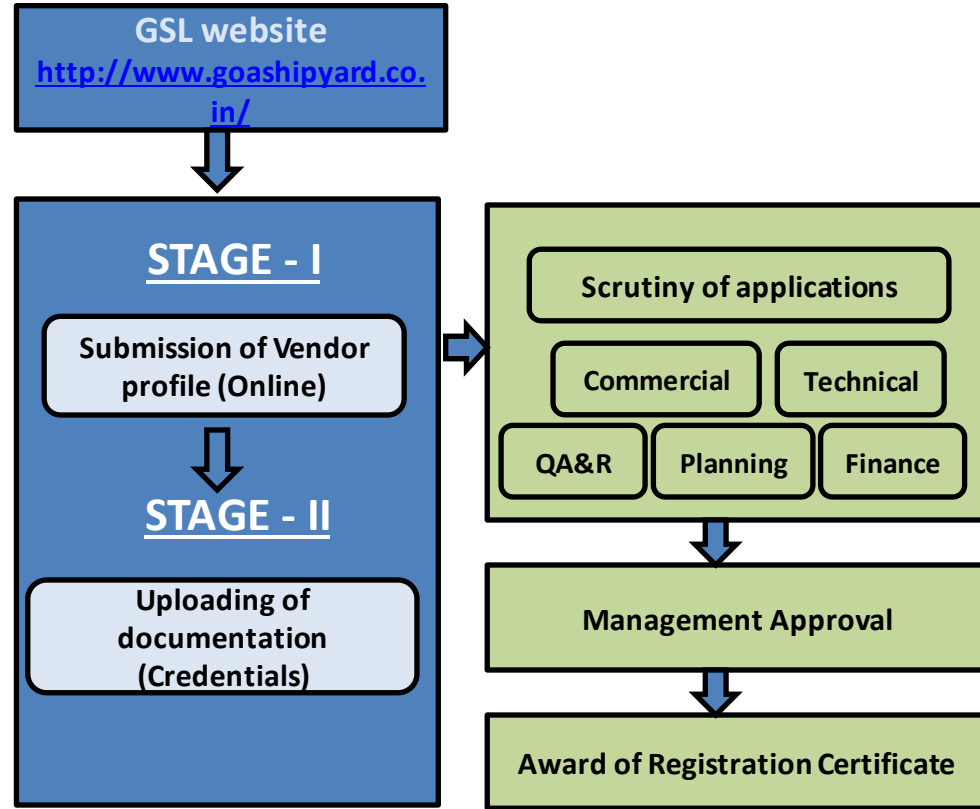 GSL website
http://www.goashipyard.co.
in/
STAGE - I
Submission of Vendor
profile (Online)
STAGE - II
Uploading of
documentation
(Credentials)
Scrutiny of applications
Commercial
Technical
QA&R
Planning
Finance
Management Approval
Award of Registration Certificate